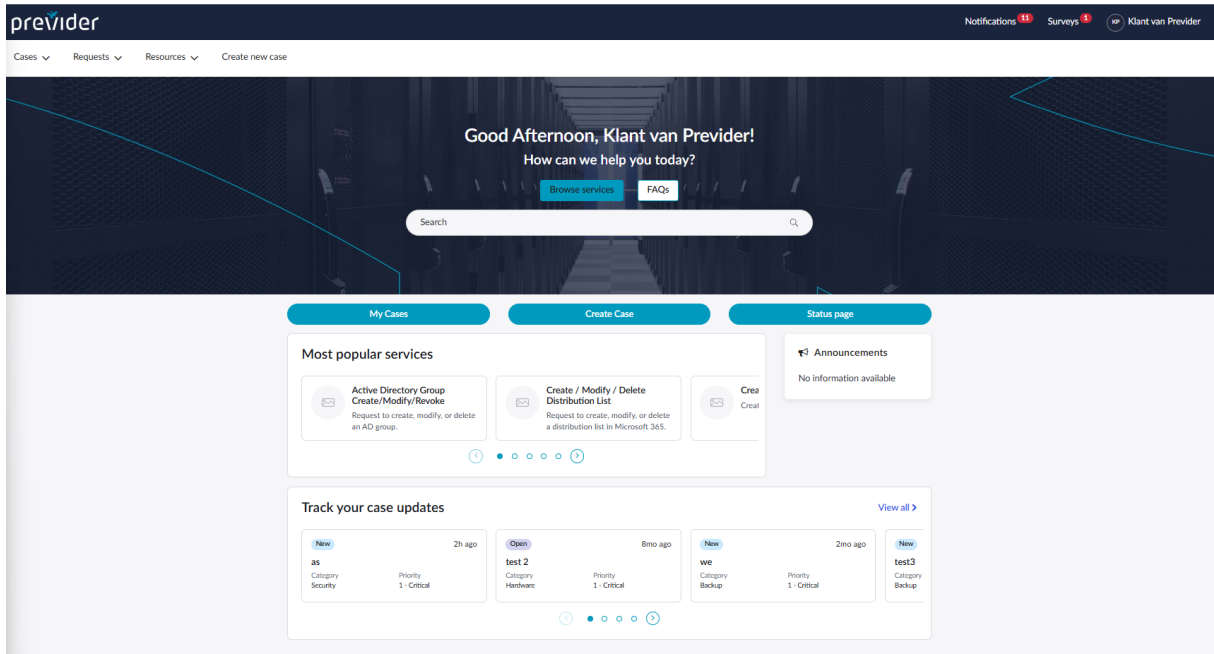 previder
Notifications 11 Surveys 1 KP Klant van Previder
Cases Requests Resources Create new case
Good Afternoon, Klant van Previder!
How can we help you today?
Browse services FAQs
Search
My Cases Create Case Status page
Most popular services
Active Directory Group
Create/Modify/Revoke
Request to create, modify, or delete
an AD group.
Create / Modify / Delete
Distribution List
Request to create, modify, or delete
a distribution list in Microsoft 365.
Crea
Creat
Announcements
No information available
Track your case updates
View all
New 2h ago
as
Category Priority
Security 1 - Critical
Open 8mo ago
test 2
Category Priority
Hardware 1 - Critical
New 2mo ago
we
Category Priority
Backup 1 - Critical
New
test3
Category
Backup